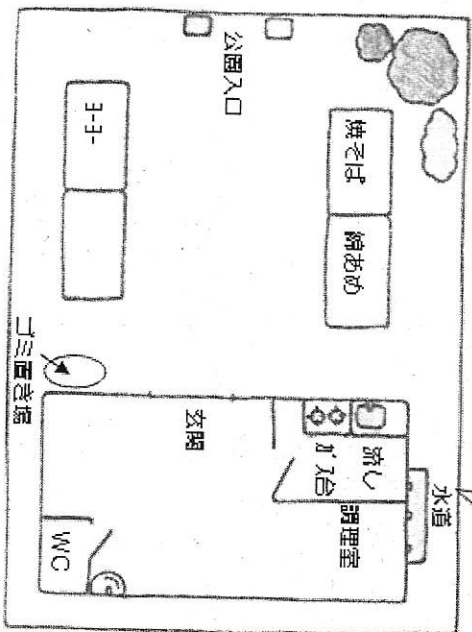 水道
焼そば
綿あめ
流し
ガス台
調理室
公園入口
玄関
ヨーヨー
WC
ゴミ置き場